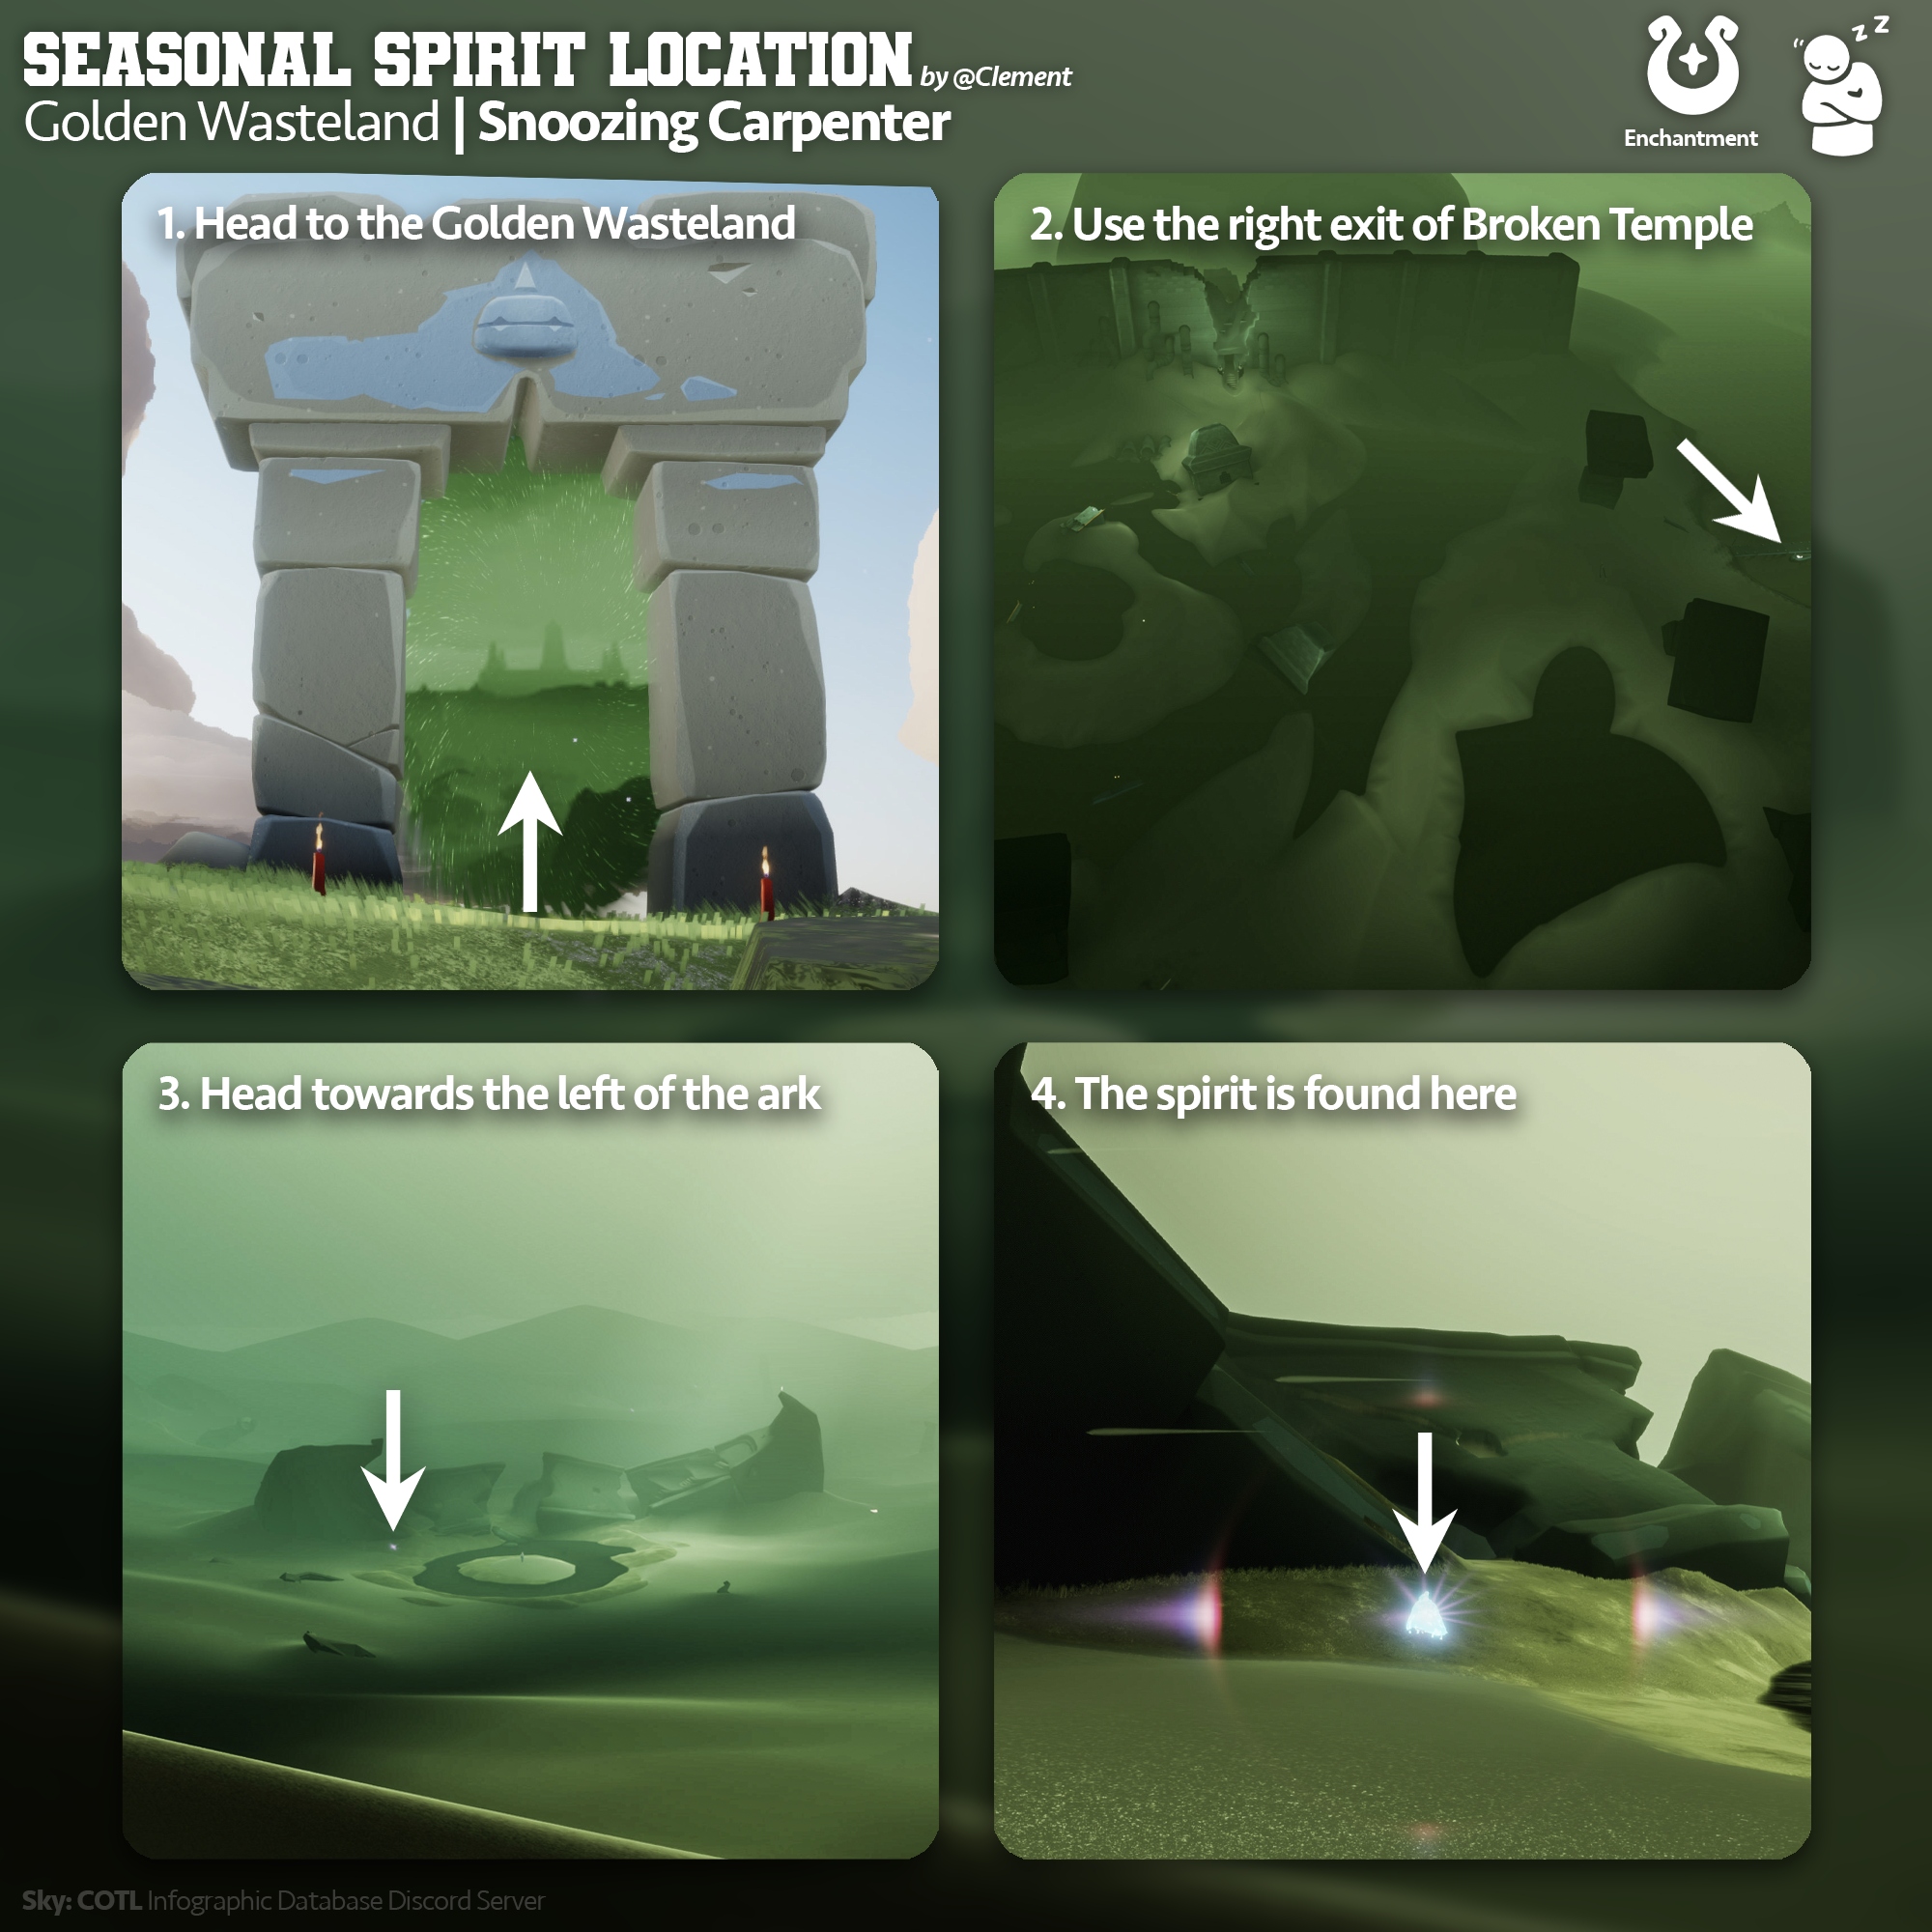 SEASONAL SPIRIT LOCATION by @Clement
Golden Wasteland | Snoozing Carpenter
Enchantment
z z
1. Head to the Golden Wasteland
2. Use the right exit of Broken Temple
3. Head towards the left of the ark
4. The spirit is found here
Sky: COTL Infographic Database Discord Server